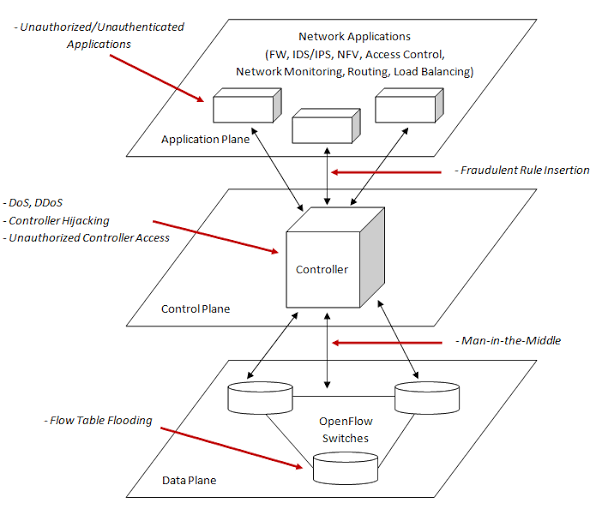 - Unauthorized/Unauthenticated
Applications
Network Applications
(FW, IDS/IPS, NFV, Access Control,
Network Monitoring, Routing, Load Balancing)
Application Plane
- Fraudulent Rule Insertion
- DoS, DDoS
- Controller Hijacking
- Unauthorized Controller Access
Controller
Control Plane
- Man-in-the-Middle
- Flow Table Flooding
OpenFlow
Switches
Data Plane